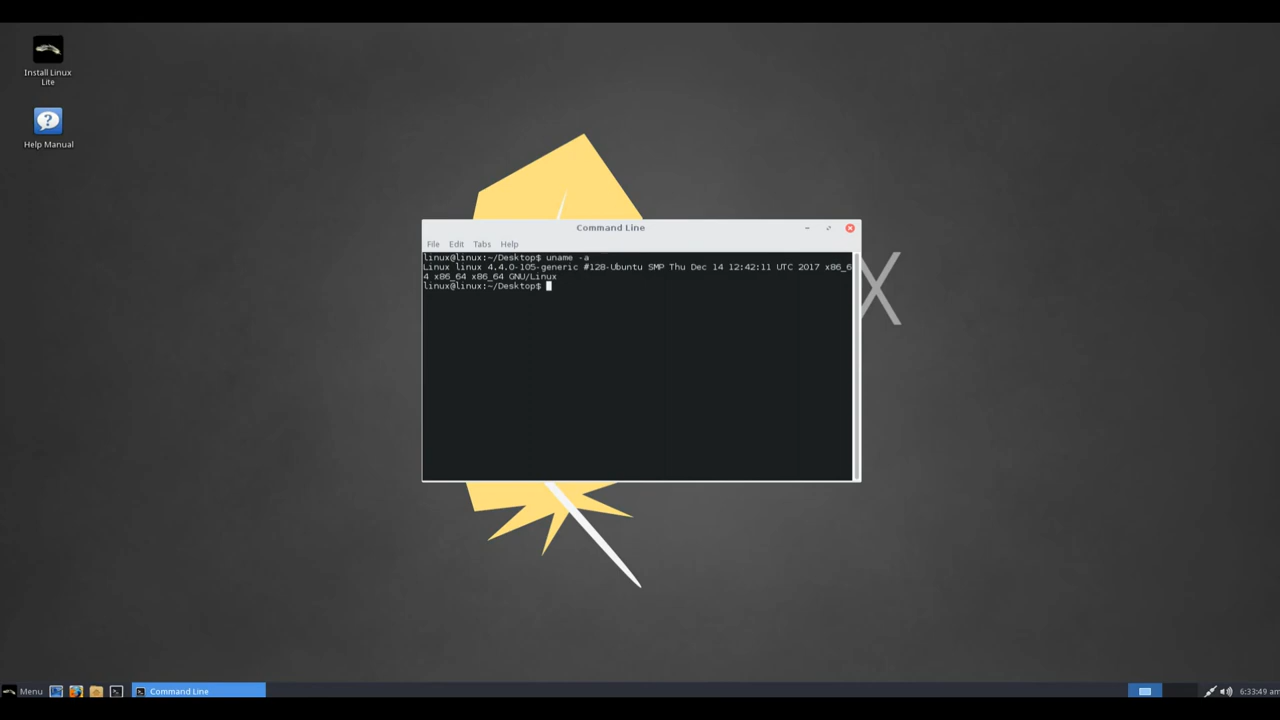 Install Linux
Lite
Help Manual
Command Line
File Edit Tabs Help
linux@linux:~/Desktop$ uname -a
Linux linux 4.4.0-105-generic #128-Ubuntu SMP Thu Dec 14 12:42:11 UTC 2017 x86_6
4 x86_64 x86_64 GNU/Linux
linux@linux:~/Desktop$
X
Menu
Command Line
6:33:49 am